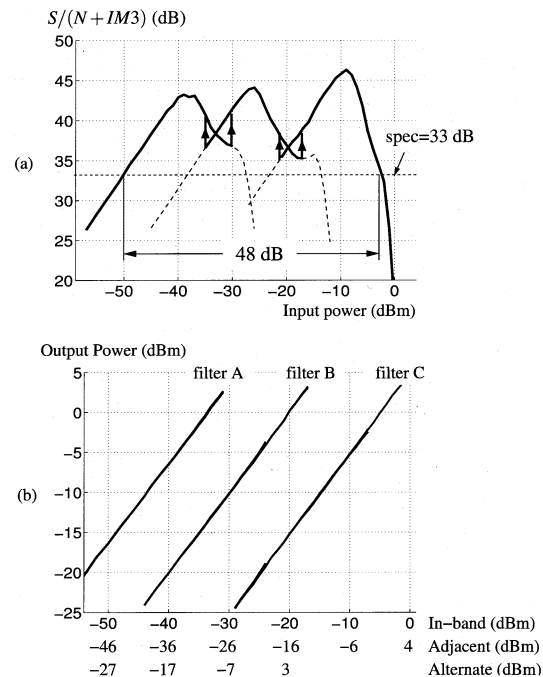 S/(N+IM3) (dB)
50
45
40
35
30
25
20
(a)
spec=33 dB
48 dB
−50 −40 −30 −20 −10 0
Input power (dBm)
Output Power (dBm)
filter A filter B filter C
5
0
−5
−10
−15
−20
−25
(b)
−50 −40 −30 −20 −10 0 In−band (dBm)
−46 −36 −26 −16 −6 4 Adjacent (dBm)
−27 −17 −7 3 Alternate (dBm)